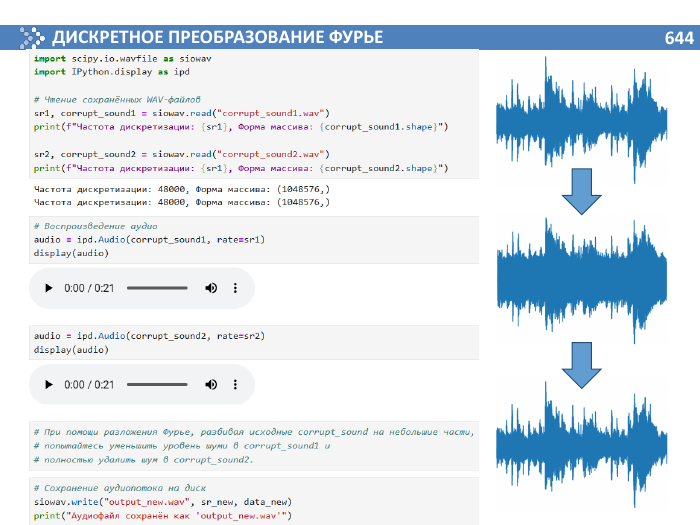 ДИСКРЕТНОЕ ПРЕОБРАЗОВАНИЕ ФУРЬЕ
644
import scipy.io.wavfile as siowav
import IPython.display as ipd
# Чтение сохранённых WAV-файлов
sr1, corrupt_sound1 = siowav.read("corrupt_sound1.wav")
print(f"Частота дискретизации: {sr1}, Форма массива: {corrupt_sound1.shape}")
sr2, corrupt_sound2 = siowav.read("corrupt_sound2.wav")
print(f"Частота дискретизации: {sr1}, Форма массива: {corrupt_sound2.shape}")
Частота дискретизации: 48000, Форма массива: (1048576,)
Частота дискретизации: 48000, Форма массива: (1048576,)
# Воспроизведение аудио
audio = ipd.Audio(corrupt_sound1, rate=sr1)
display(audio)
0:00 / 0:21
audio = ipd.Audio(corrupt_sound2, rate=sr2)
display(audio)
0:00 / 0:21
# При помощи разложения Фурье, разбивая исходные corrupt_sound на небольшие части,
# попытайтесь уменьшить уровень шума в corrupt_sound1 и
# полностью удалить шум в corrupt_sound2.
# Сохранение аудиопотока на диск
siowav.write("output_new.wav", sr_new, data_new)
print("Аудиофайл сохранён как 'output_new.wav'")